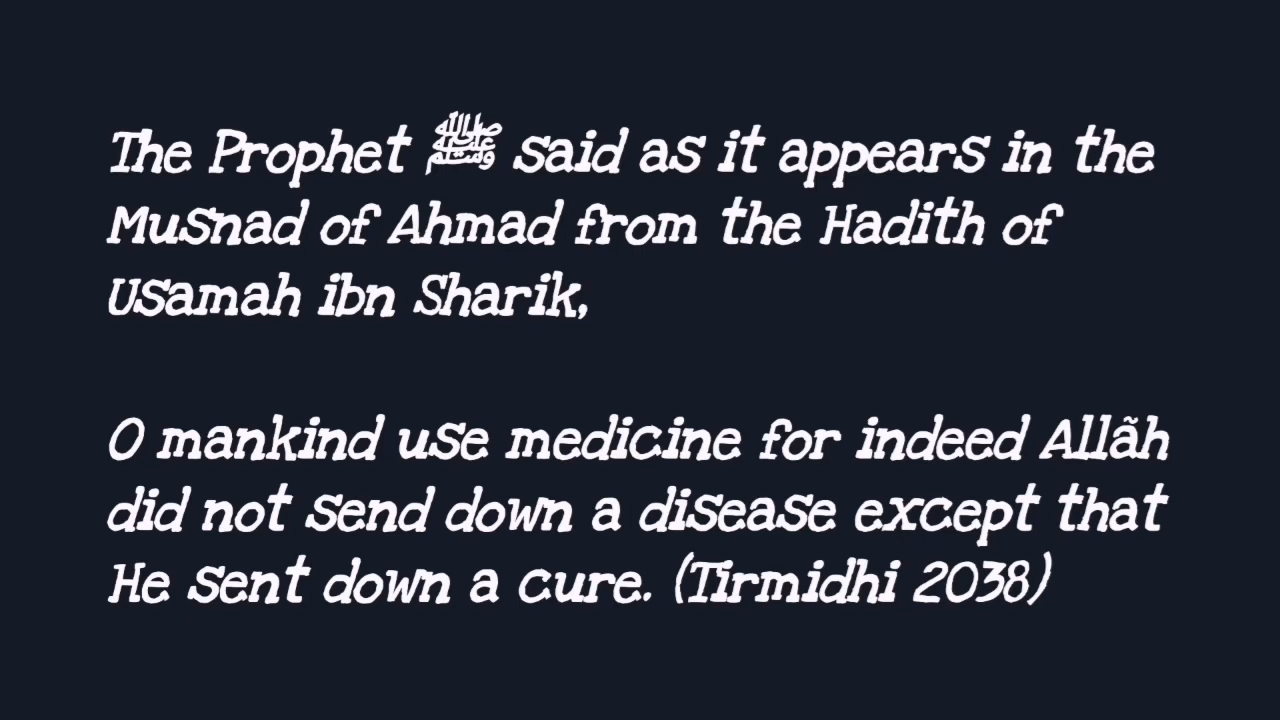 The Prophet ﷺ said as it appears in the
Musnad of Ahmad from the Hadith of
Usamah ibn Sharik,
O mankind use medicine for indeed Allãh
did not send down a disease except that
He sent down a cure. (Tirmidhi 2038)